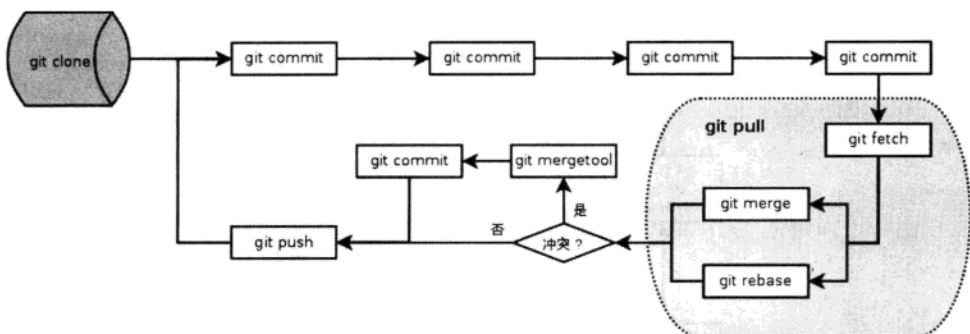 git clone
git commit
git commit
git commit
git commit
git pull
git fetch
git commit
git mergetool
git merge
是
否
冲突?
git push
git rebase